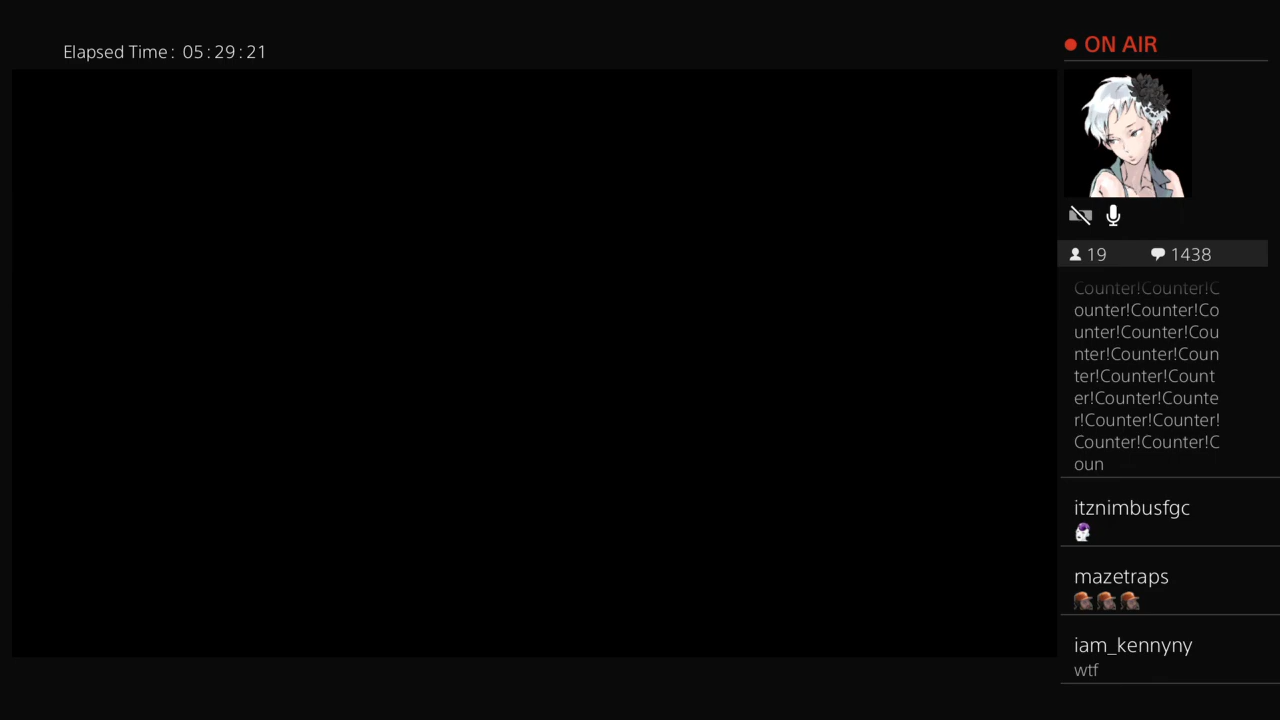 Elapsed Time: 05:29:21
ON AIR
19 1438
Counter!Counter!C
ounter!Counter!Co
unter!Counter!Cou
nter!Counter!Coun
ter!Counter!Count
er!Counter!Counte
r!Counter!Counter!
Counter!Counter!C
oun
itznimbusfgc
mazetraps
iam_kennyny
wtf